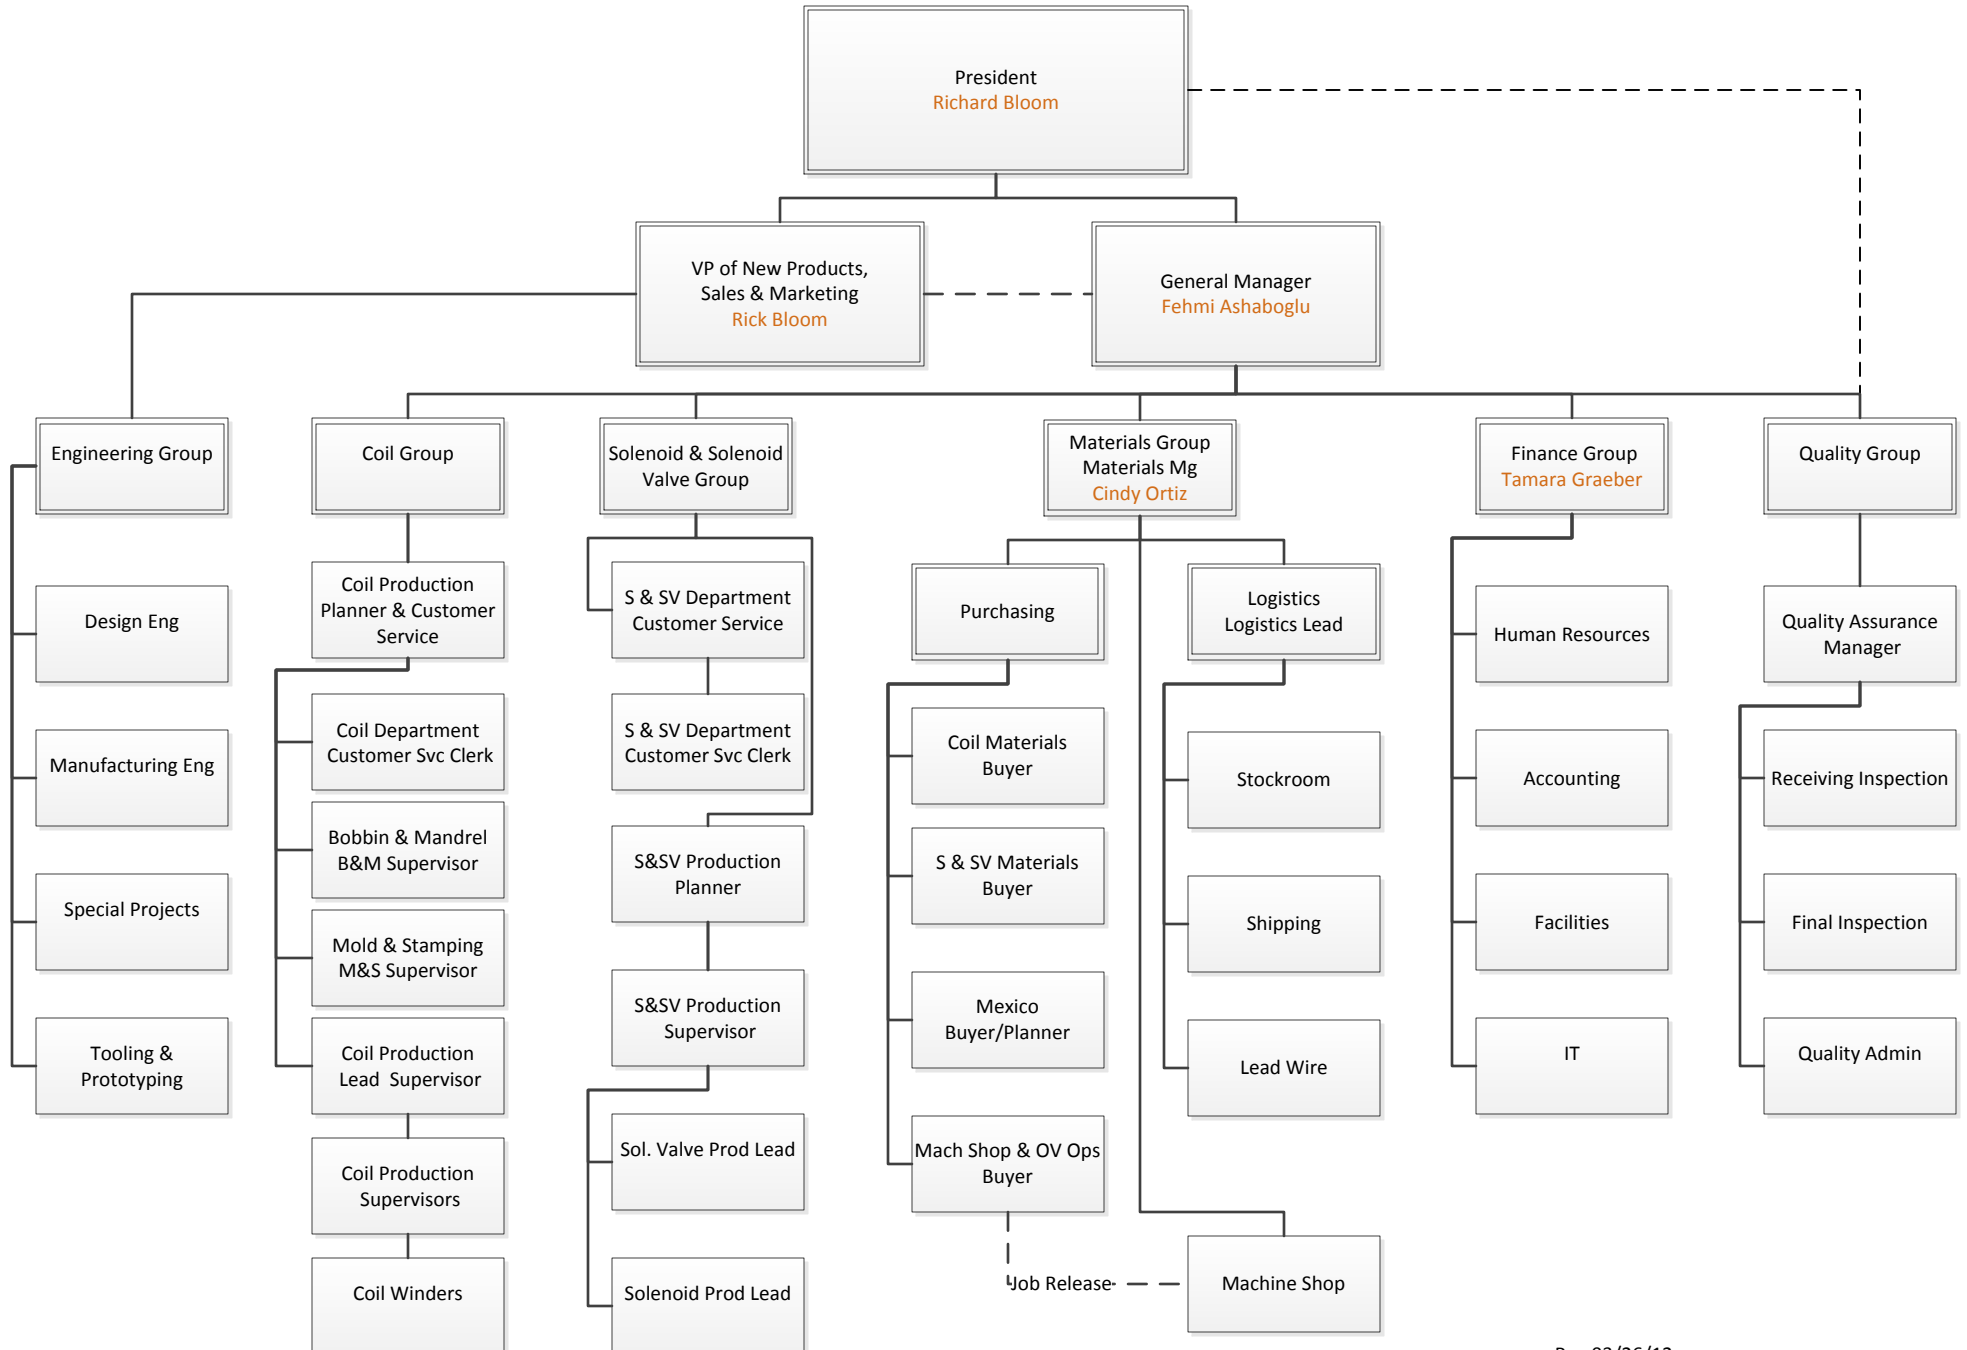 President
Richard Bloom
VP of New Products,
Sales & Marketing
Rick Bloom
General Manager
Fehmi Ashaboglu
Engineering Group
Coil Group
Solenoid & Solenoid
Valve Group
Materials Group
Materials Mg
Cindy Ortiz
Finance Group
Tamara Graeber
Quality Group
Design Eng
Manufacturing Eng
Special Projects
Tooling &
Prototyping
Coil Production
Planner & Customer
Service
Coil Department
Customer Svc Clerk
Bobbin & Mandrel
B&M Supervisor
Mold & Stamping
M&S Supervisor
Coil Production
Lead Supervisor
Coil Production
Supervisors
Coil Winders
S & SV Department
Customer Service
S & SV Department
Customer Svc Clerk
S&SV Production
Planner
S&SV Production
Supervisor
Sol. Valve Prod Lead
Solenoid Prod Lead
Purchasing
Coil Materials
Buyer
S & SV Materials
Buyer
Mexico
Buyer/Planner
Mach Shop & OV Ops
Buyer
Job Release
Logistics
Logistics Lead
Stockroom
Shipping
Lead Wire
Machine Shop
Human Resources
Accounting
Facilities
IT
Quality Assurance
Manager
Receiving Inspection
Final Inspection
Quality Admin